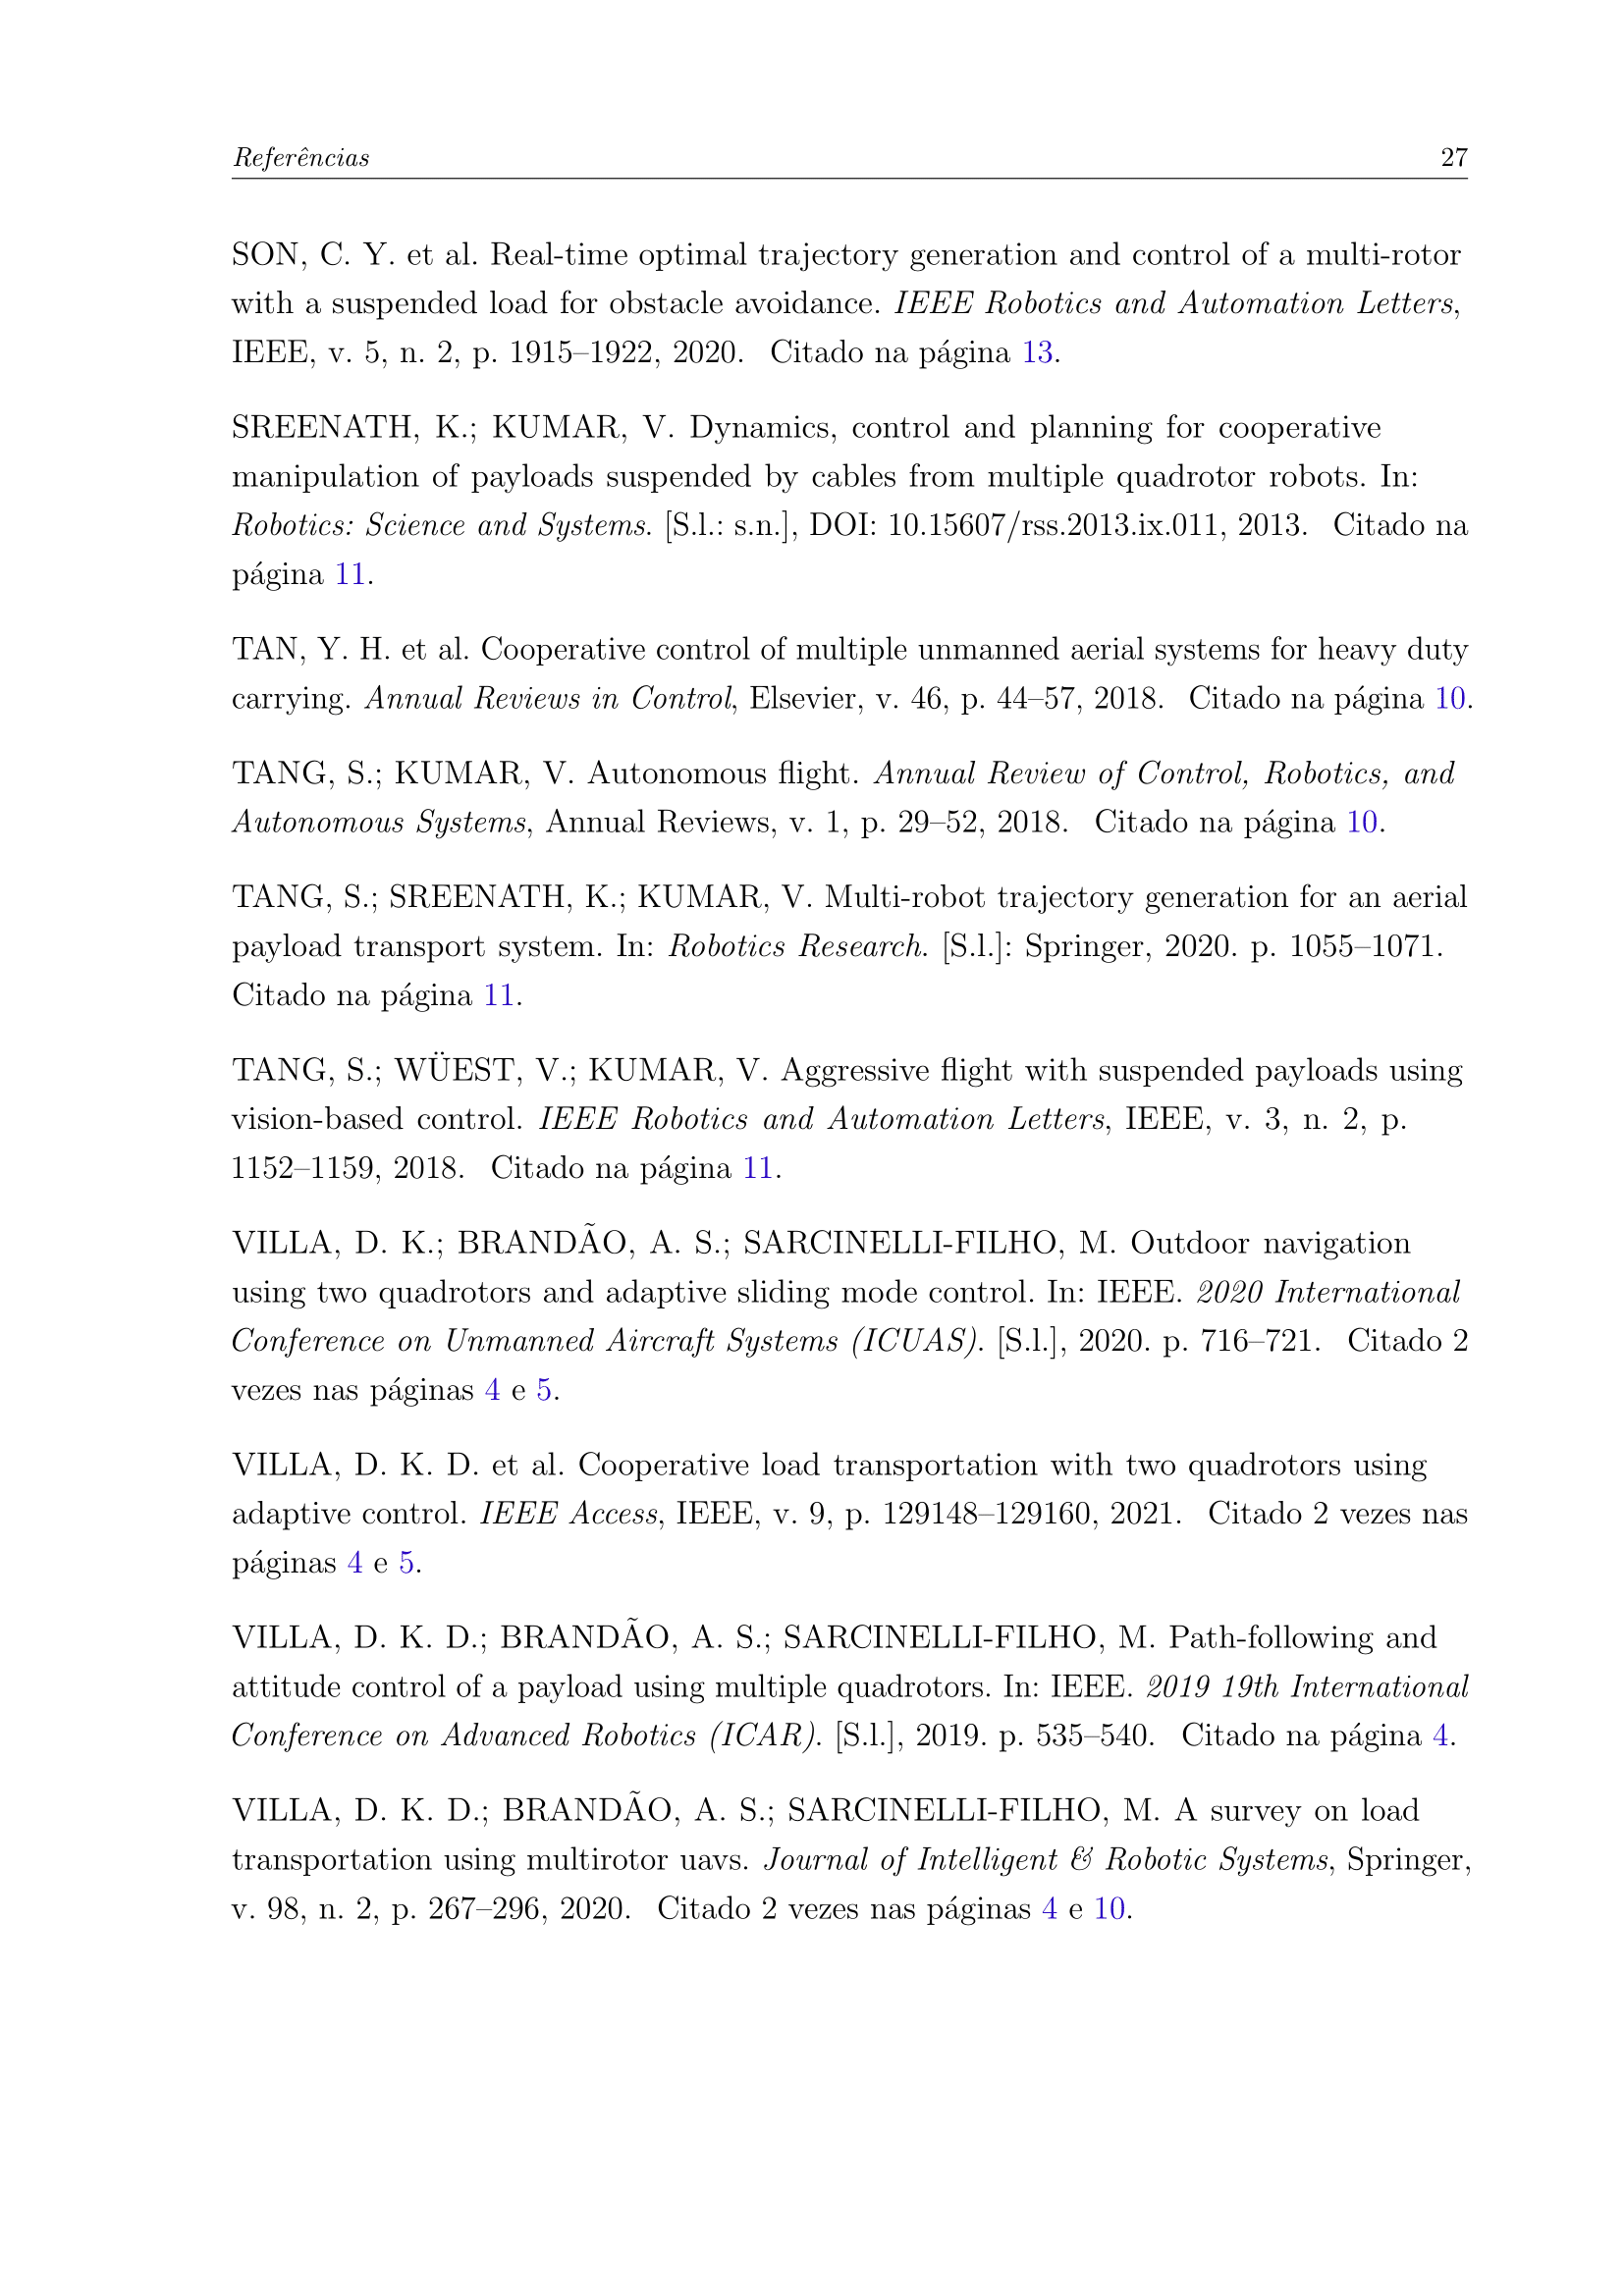 Referências 27
SON, C. Y. et al. Real-time optimal trajectory generation and control of a multi-rotor
with a suspended load for obstacle avoidance. IEEE Robotics and Automation Letters,
IEEE, v. 5, n. 2, p. 1915–1922, 2020. Citado na página 13.
SREENATH, K.; KUMAR, V. Dynamics, control and planning for cooperative
manipulation of payloads suspended by cables from multiple quadrotor robots. In:
Robotics: Science and Systems. [S.l.: s.n.], DOI: 10.15607/rss.2013.ix.011, 2013. Citado na
página 11.
TAN, Y. H. et al. Cooperative control of multiple unmanned aerial systems for heavy duty
carrying. Annual Reviews in Control, Elsevier, v. 46, p. 44–57, 2018. Citado na página 10.
TANG, S.; KUMAR, V. Autonomous flight. Annual Review of Control, Robotics, and
Autonomous Systems, Annual Reviews, v. 1, p. 29–52, 2018. Citado na página 10.
TANG, S.; SREENATH, K.; KUMAR, V. Multi-robot trajectory generation for an aerial
payload transport system. In: Robotics Research. [S.l.]: Springer, 2020. p. 1055–1071.
Citado na página 11.
TANG, S.; WÜEST, V.; KUMAR, V. Aggressive flight with suspended payloads using
vision-based control. IEEE Robotics and Automation Letters, IEEE, v. 3, n. 2, p.
1152–1159, 2018. Citado na página 11.
VILLA, D. K.; BRANDÃO, A. S.; SARCINELLI-FILHO, M. Outdoor navigation
using two quadrotors and adaptive sliding mode control. In: IEEE. 2020 International
Conference on Unmanned Aircraft Systems (ICUAS). [S.l.], 2020. p. 716–721. Citado 2
vezes nas páginas 4 e 5.
VILLA, D. K. D. et al. Cooperative load transportation with two quadrotors using
adaptive control. IEEE Access, IEEE, v. 9, p. 129148–129160, 2021. Citado 2 vezes nas
páginas 4 e 5.
VILLA, D. K. D.; BRANDÃO, A. S.; SARCINELLI-FILHO, M. Path-following and
attitude control of a payload using multiple quadrotors. In: IEEE. 2019 19th International
Conference on Advanced Robotics (ICAR). [S.l.], 2019. p. 535–540. Citado na página 4.
VILLA, D. K. D.; BRANDÃO, A. S.; SARCINELLI-FILHO, M. A survey on load
transportation using multirotor uavs. Journal of Intelligent & Robotic Systems, Springer,
v. 98, n. 2, p. 267–296, 2020. Citado 2 vezes nas páginas 4 e 10.